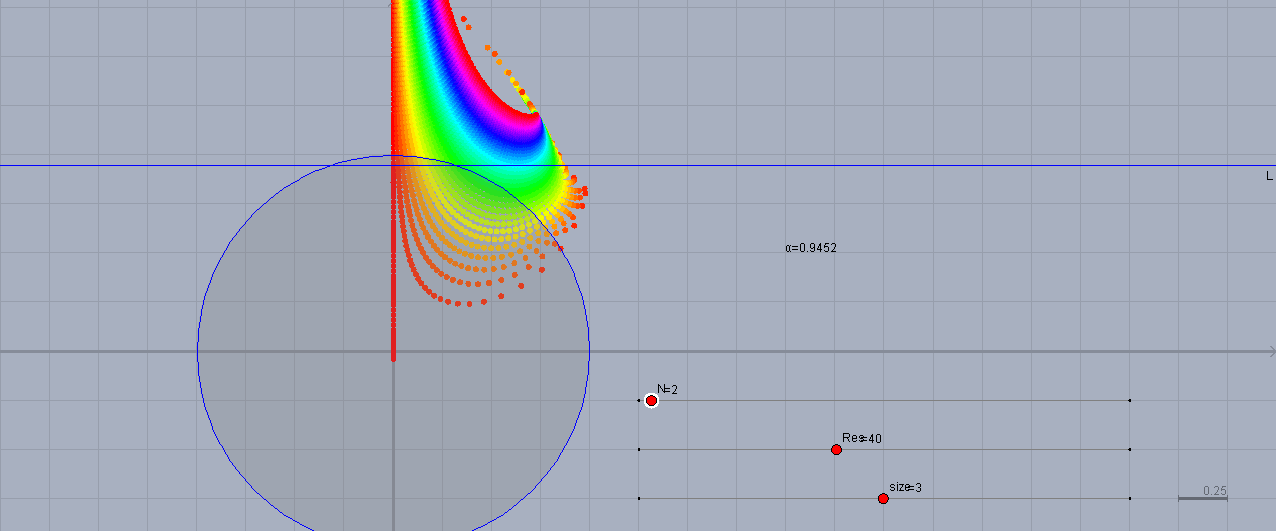 L
α=0.9452
N=2
Res=40
size=3
0.25